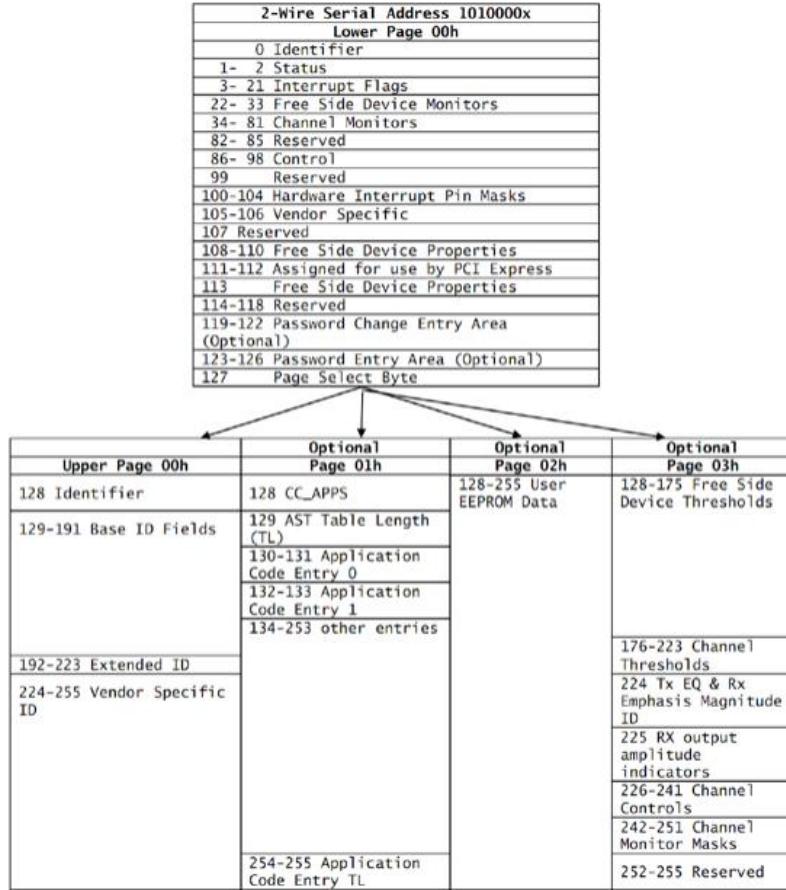 2-Wire Serial Address 1010000x
Lower Page 00h
0 Identifier
1- 2 Status
3- 21 Interrupt Flags
22- 33 Free Side Device Monitors
34- 81 Channel Monitors
82- 85 Reserved
86- 98 Control
99 Reserved
100-104 Hardware Interrupt Pin Masks
105-106 Vendor Specific
107 Reserved
108-110 Free Side Device Properties
111-112 Assigned for use by PCI Express
113 Free Side Device Properties
114-118 Reserved
119-122 Password Change Entry Area
(Optional)
123-126 Password Entry Area (Optional)
127 Page Select Byte
Upper Page 00h
128 Identifier
129-191 Base ID Fields
192-223 Extended ID
224-255 Vendor Specific
ID
Optional
Page 01h
128 CC_APPS
129 AST Table Length
(TL)
130-131 Application
Code Entry 0
132-133 Application
Code Entry 1
134-253 other entries
254-255 Application
Code Entry TL
Optional
Page 02h
128-255 User
EEPROM Data
Optional
Page 03h
128-175 Free Side
Device Thresholds
176-223 Channel
Thresholds
224 Tx EQ & Rx
Emphasis Magnitude
ID
225 RX output
amplitude
indicators
226-241 Channel
Controls
242-251 Channel
Monitor Masks
252-255 Reserved